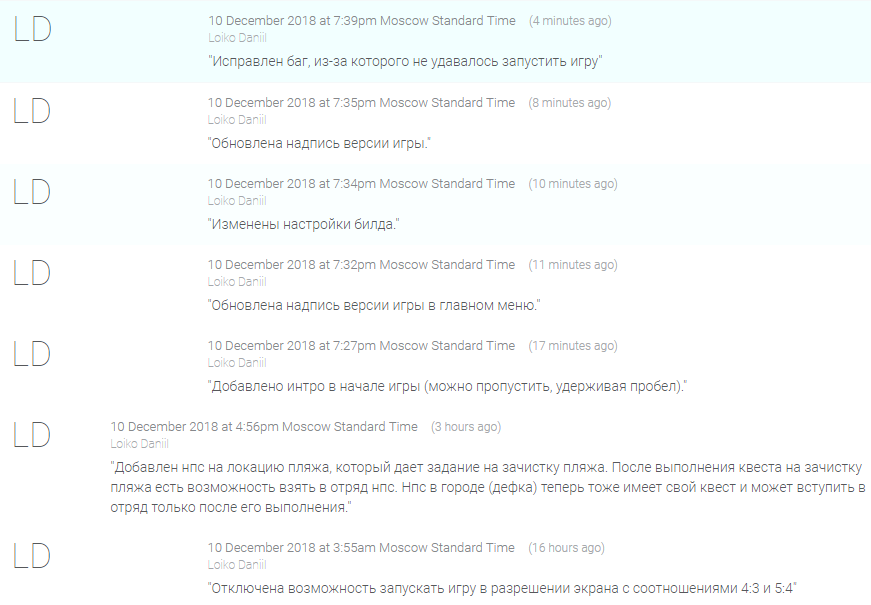 LD
10 December 2018 at 7:39pm Moscow Standard Time (4 minutes ago)
Loiko Daniil
"Исправлен баг, из-за которого не удавалось запустить игру"
LD
10 December 2018 at 7:35pm Moscow Standard Time (8 minutes ago)
Loiko Daniil
"Обновлена надпись версии игры."
LD
10 December 2018 at 7:34pm Moscow Standard Time (10 minutes ago)
Loiko Daniil
"Изменены настройки билда."
LD
10 December 2018 at 7:32pm Moscow Standard Time (11 minutes ago)
Loiko Daniil
"Обновлена надпись версии игры в главном меню."
LD
10 December 2018 at 7:27pm Moscow Standard Time (17 minutes ago)
Loiko Daniil
"Добавлено интро в начале игры (можно пропустить, удерживая пробел)."
LD
10 December 2018 at 4:56pm Moscow Standard Time (3 hours ago)
Loiko Daniil
"Добавлен нпс на локацию пляжа, который дает задание на зачистку пляжа. После выполнения квеста на зачистку
пляжа есть возможность взять в отряд нпс. Нпс в городе (дефка) теперь тоже имеет свой квест и может вступить в
отряд только после его выполнения."
LD
10 December 2018 at 3:55am Moscow Standard Time (16 hours ago)
Loiko Daniil
"Отключена возможность запускать игру в разрешении экрана с соотношениями 4:3 и 5:4"